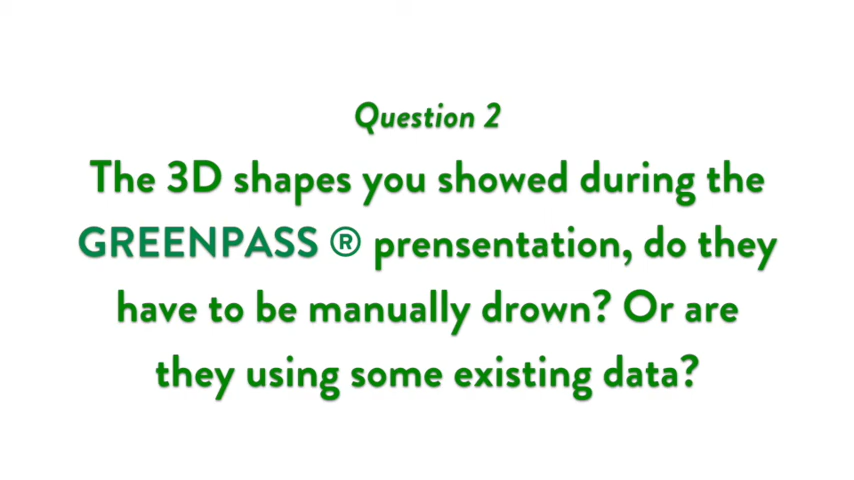 Question 2
The 3D shapes you showed during the
GREENPASS ® prensentation, do they
have to be manually drown? Or are
they using some existing data?